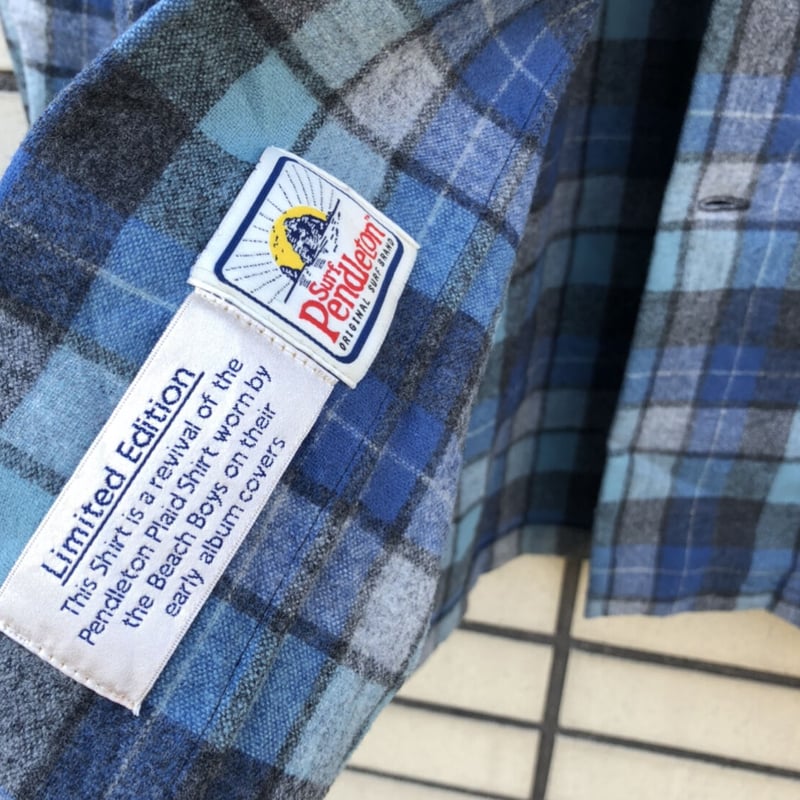 Surf
Pendleton™
ORIGINAL SURF BRAND
Limited Edition
This Shirt is a revival of the
Pendleton Plaid Shirt worn by
the Beach Boys on their
early album covers